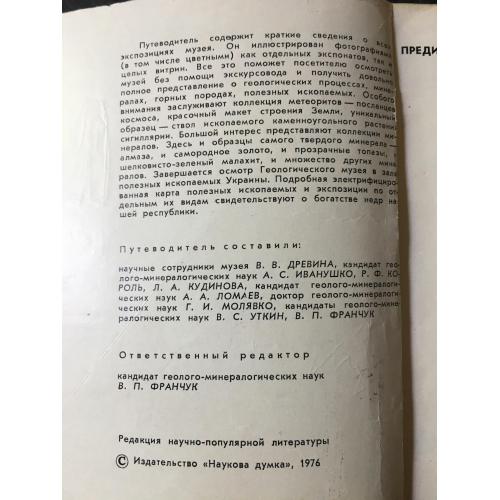 Путеводитель содержит краткие сведения о всех
экспозициях музея. Он иллюстрирован фотографиями
(в том числе цветными) как отдельных экспонатов, так и
целых витрин. Все это поможет посетителю осмотреть
музей без помощи экскурсовода и получить довольно
полное представление о геологических процессах, мине-
ралах, горных породах, полезных ископаемых. Особого
внимания заслуживают коллекция метеоритов — посланцев
космоса, красочный макет строения Земли, уникальный
образец — ствол ископаемого каменноугольного растения
сигиллярии. Большой интерес представляют коллекции ми-
нералов. Здесь и образцы самого твердого минерала —
алмаза, и самородное золото, и прозрачные топазы, и
шелковисто-зеленый малахит, и множество других мине-
ралов. Завершается осмотр Геологического музея в зале
полезных ископаемых Украины. Подробная электрифициро-
ванная карта полезных ископаемых и экспозиции по от-
дельным их видам свидетельствуют о богатстве недр на-
шей республики.
ПРЕДИ
Путеводитель составили:
научные сотрудники музея В. В. ДРЕВИНА, кандидат гео-
лого-минералогических наук А. С. ИВАНУШКО, Р. Ф. КО-
РОЛЬ, Л. А. КУДИНОВА, кандидат геолого-минералоги-
ческих наук А. А. ЛОМАЕВ, доктор геолого-минералоги-
ческих наук Г. И. МОЛЯВКО, кандидаты геолого-мине-
ралогических наук В. С. УТКИН, В. П. ФРАНЧУК
Ответственный редактор
кандидат геолого-минералогических наук
В. П. ФРАНЧУК
Редакция научно-популярной литературы
© Издательство «Наукова думка», 1976